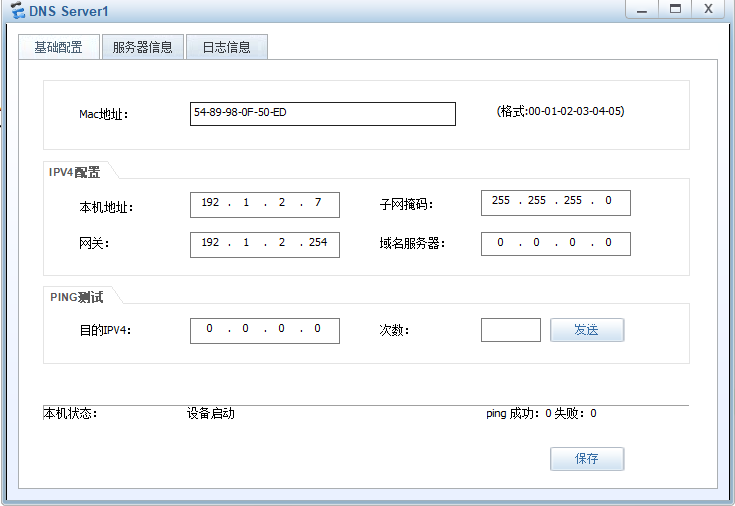 DNS Server1
基础配置 服务器信息 日志信息
Mac地址: 54-89-98-0F-50-ED (格式:00-01-02-03-04-05)
IPV4配置
本机地址: 192 . 1 . 2 . 7 子网掩码: 255 . 255 . 255 . 0
网关: 192 . 1 . 2 . 254 域名服务器: 0 . 0 . 0 . 0
PING测试
目的IPV4: 0 . 0 . 0 . 0 次数: 发送
本机状态: 设备启动 ping 成功: 0 失败: 0
保存